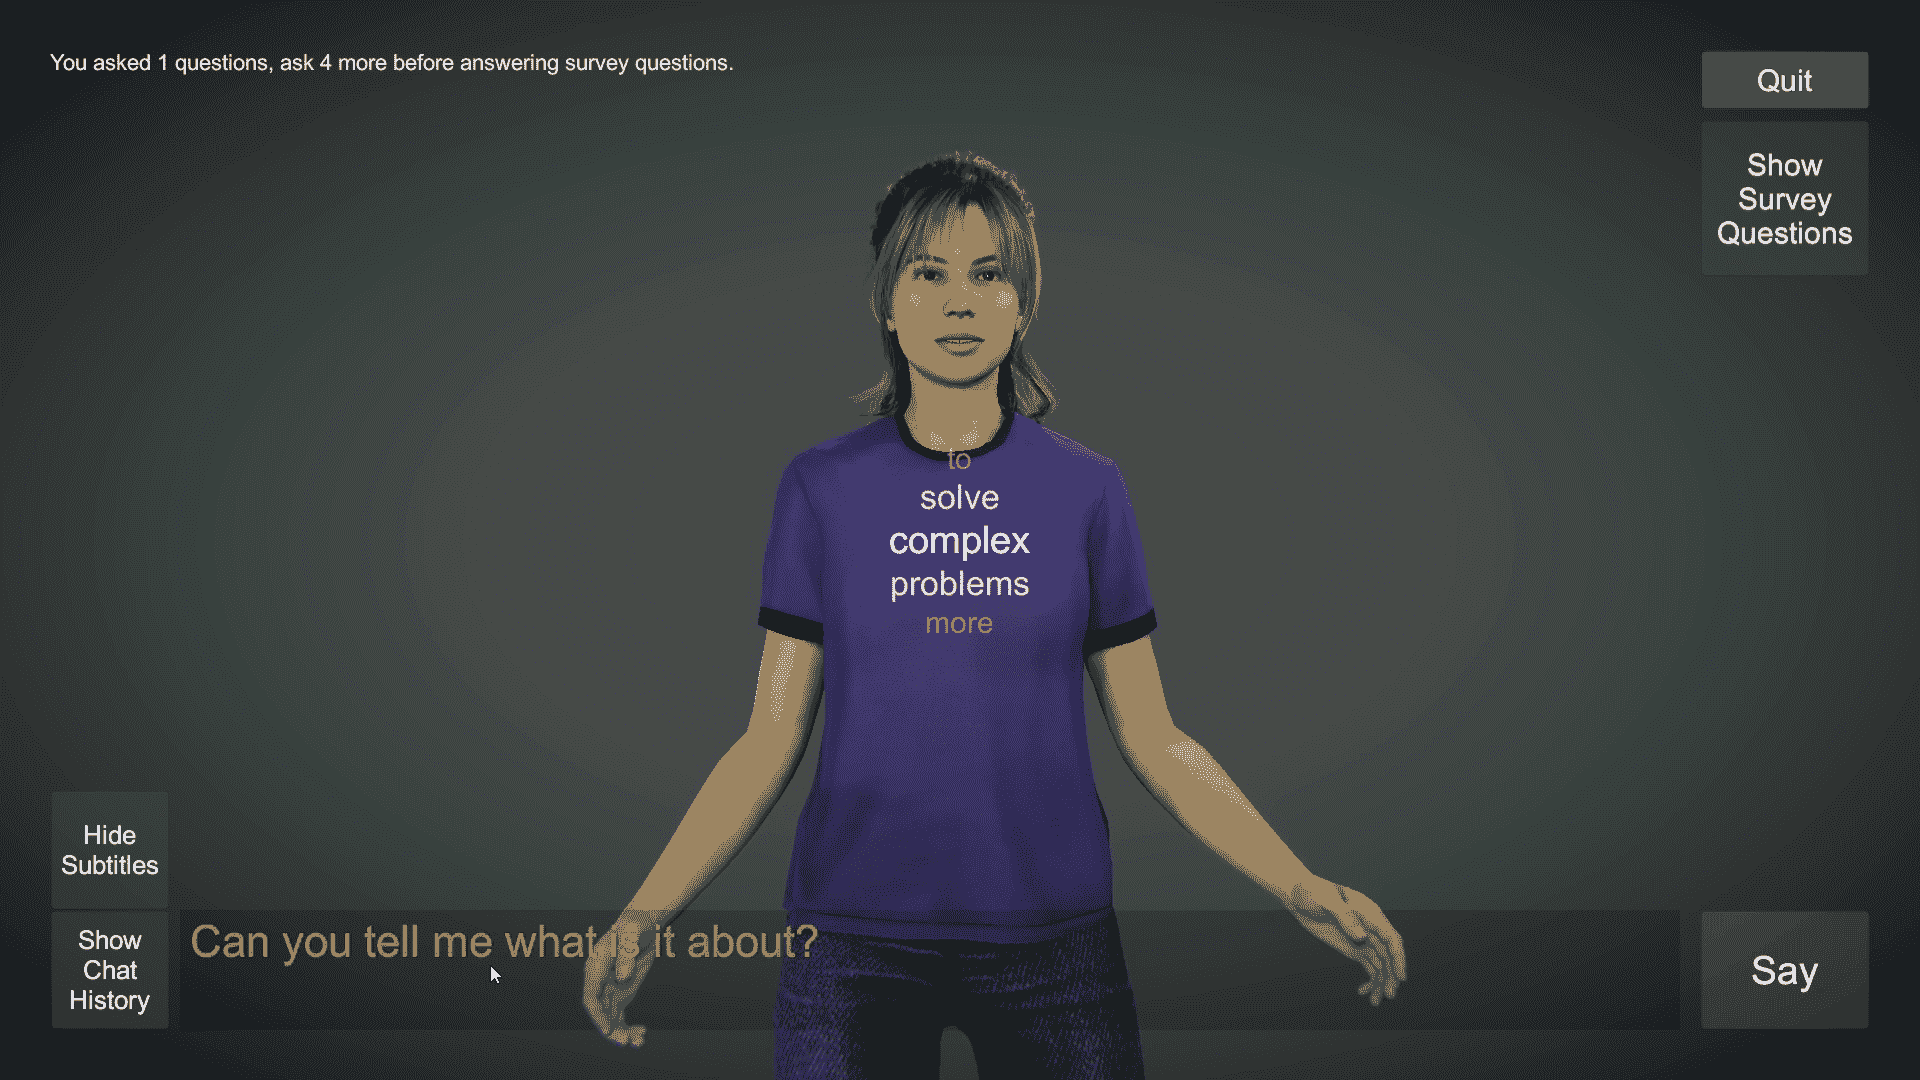 You asked 1 questions, ask 4 more before answering survey questions.
Quit
Show
Survey
Questions
to
solve
complex
problems
more
Hide
Subtitles
Show
Chat
History
Can you tell me what is it about?
Say